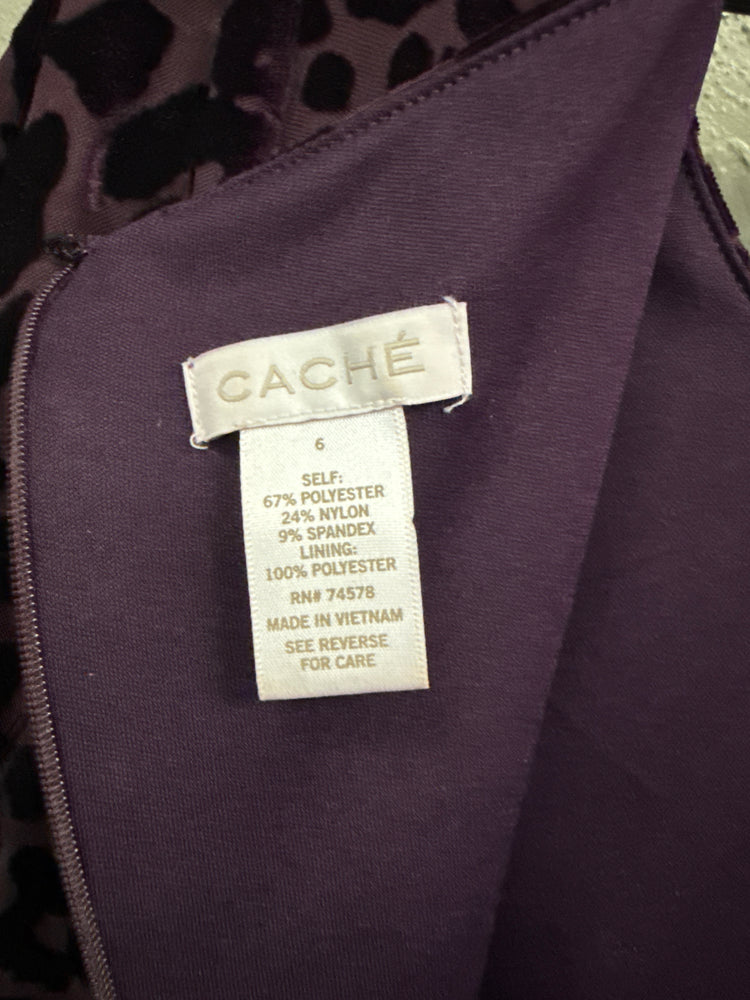 CACHÉ
6
SELF:
67% POLYESTER
24% NYLON
9% SPANDEX
LINING:
100% POLYESTER
RN# 74578
MADE IN VIETNAM
SEE REVERSE
FOR CARE